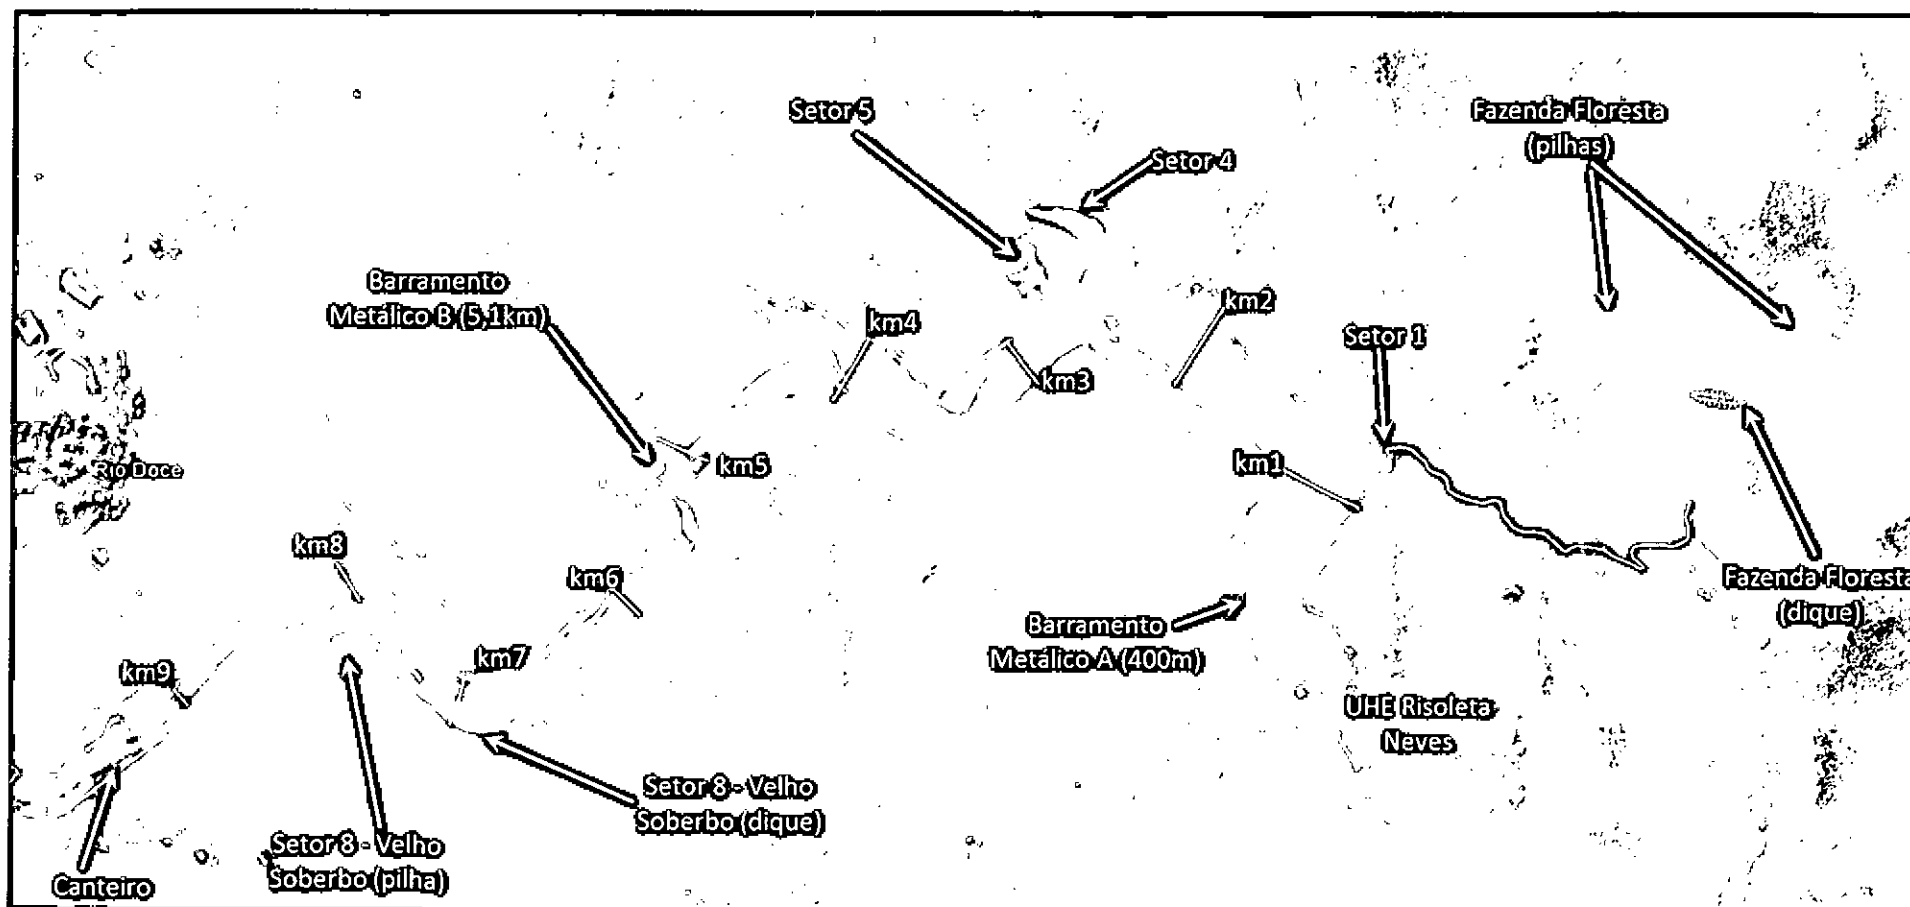 Setor 5
Setor 4
Fazenda Floresta
(pilhas)
Barramento
Metálico B (5,1km)
km4
km2
Setor 1
km3
km5
km1
Rio Doce
km8
km6
Fazenda Floresta
(dique)
Barramento
Metálico A (400m)
km7
km9
UHE Risoleta
Neves
Setor 8 - Velho
Soberbo (dique)
Setor 8 - Velho
Soberbo (pilha)
Canteiro